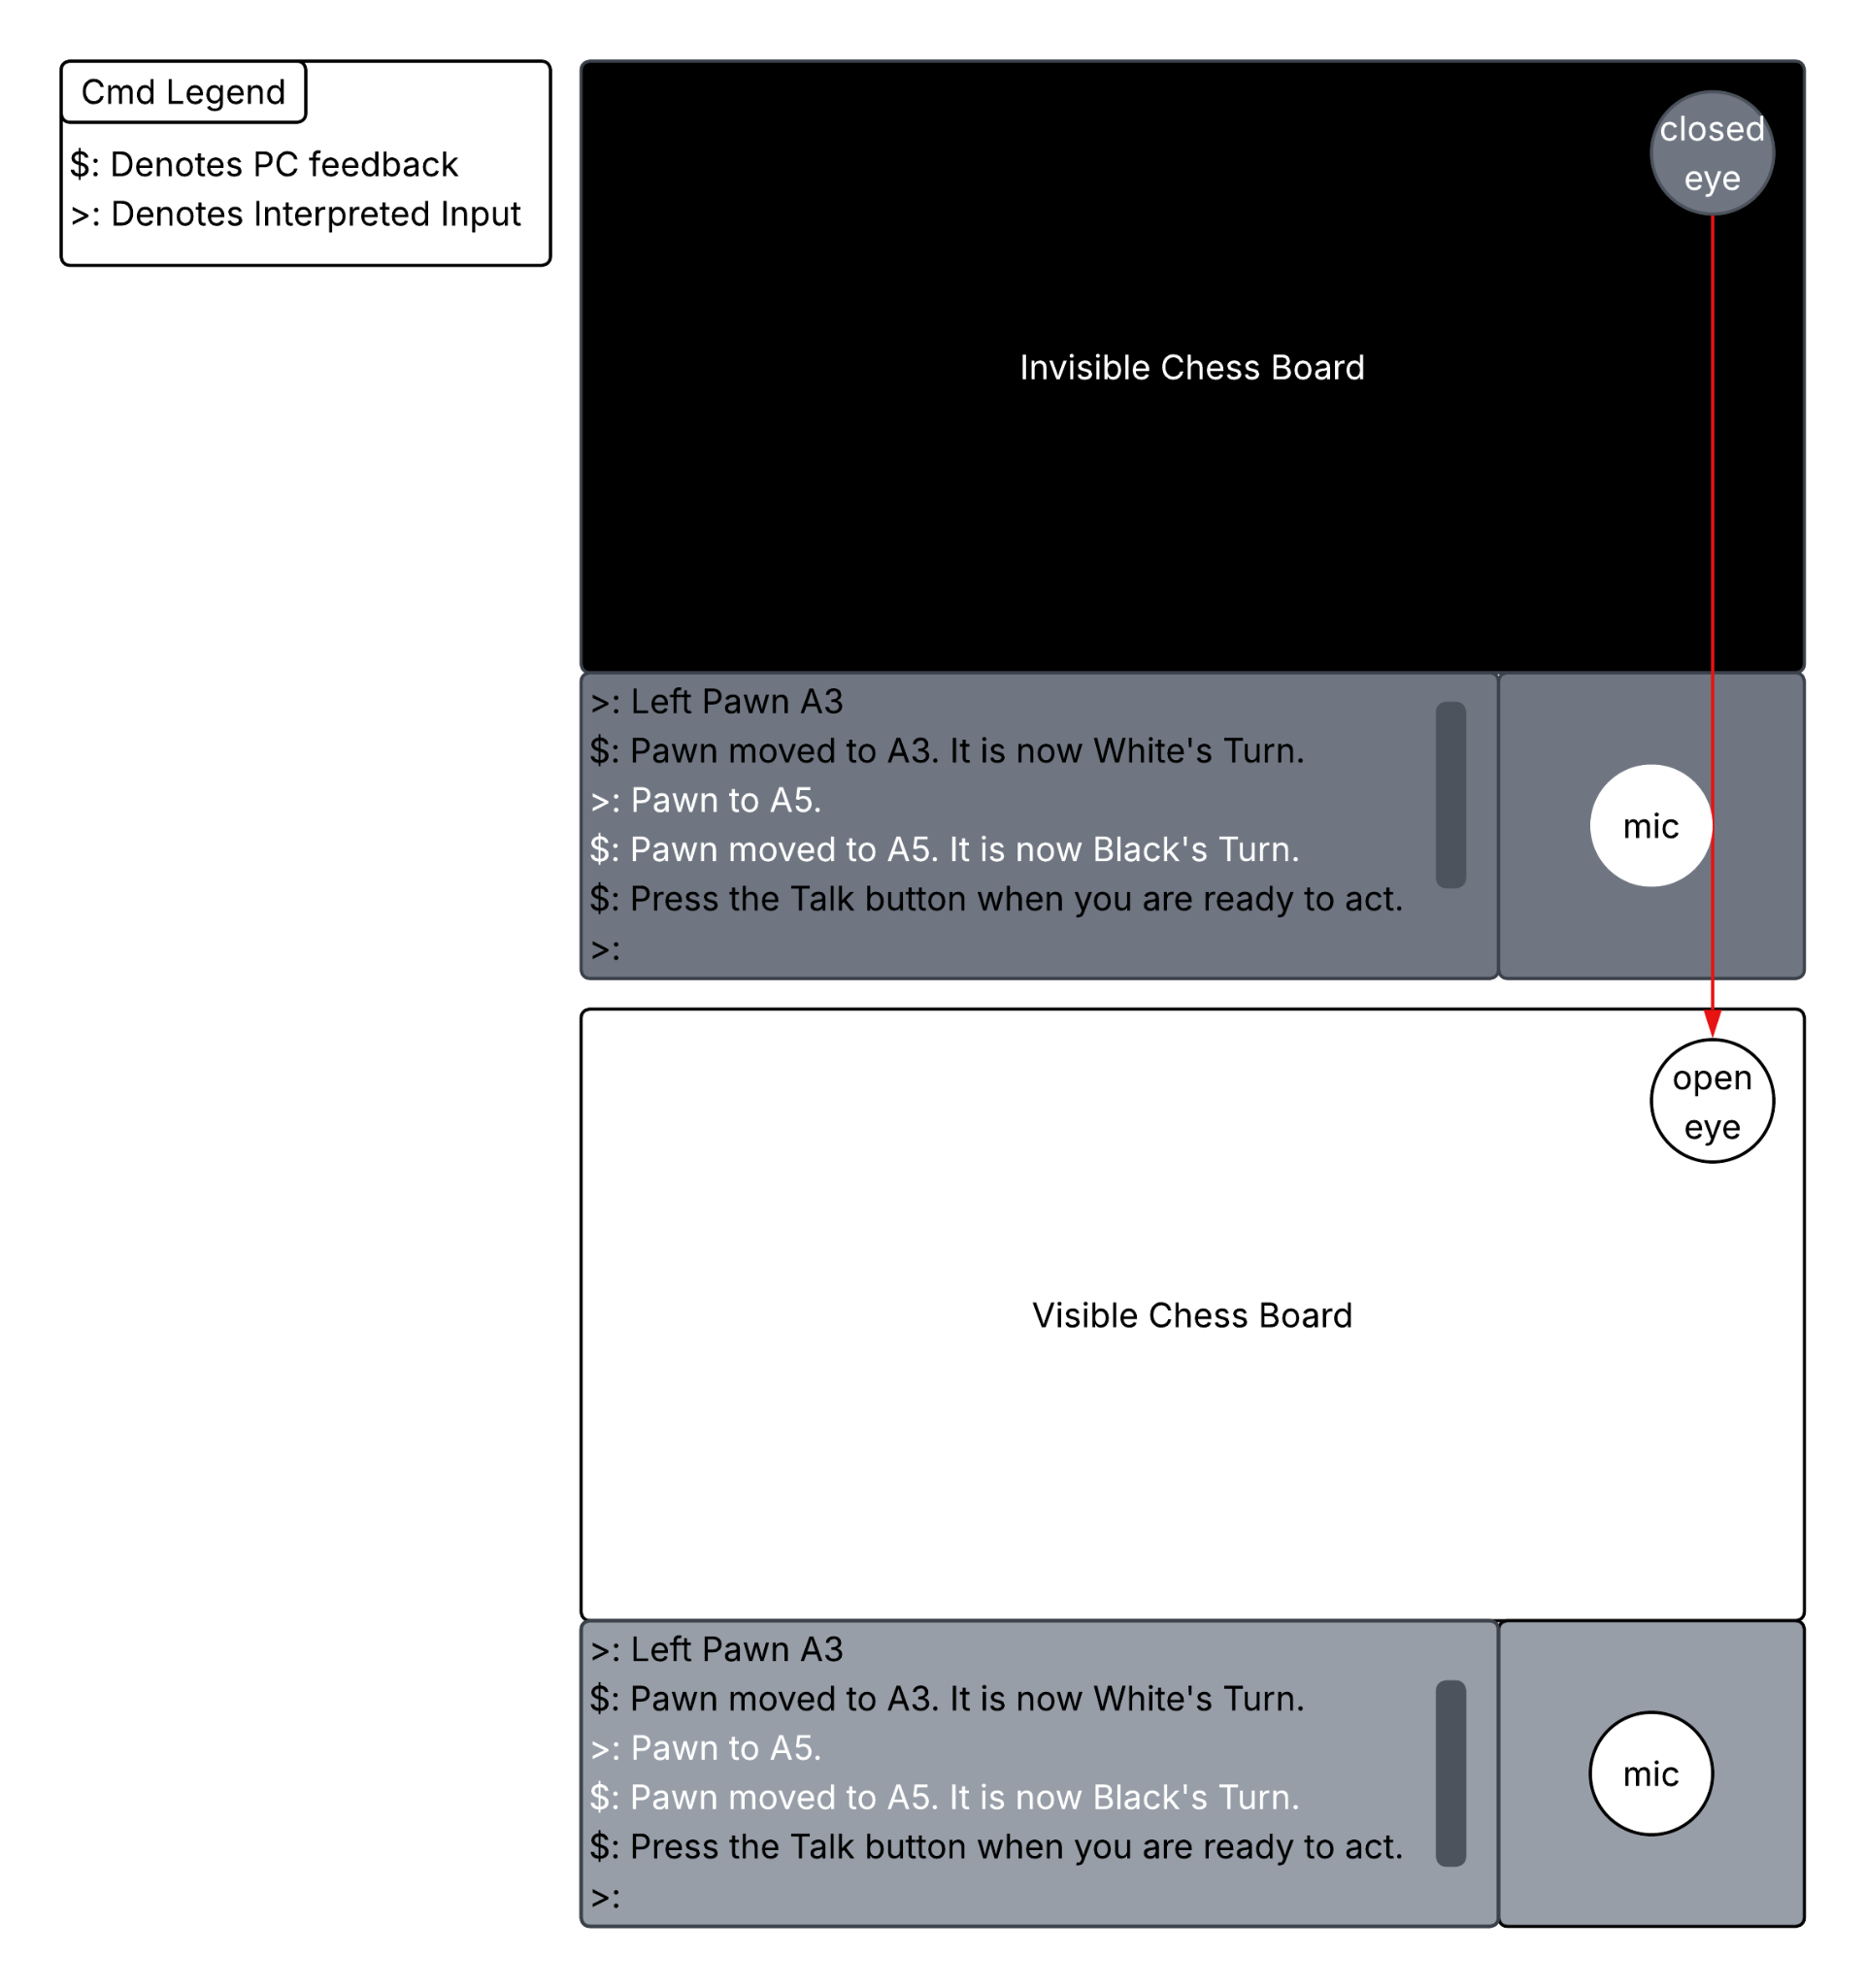 Cmd Legend
$: Denotes PC feedback
>: Denotes Interpreted Input
closed
eye
Invisible Chess Board
>: Left Pawn A3
$: Pawn moved to A3. It is now White's Turn.
>: Pawn to A5.
$: Pawn moved to A5. It is now Black's Turn.
$: Press the Talk button when you are ready to act.
>:
mic
open
eye
Visible Chess Board
>: Left Pawn A3
$: Pawn moved to A3. It is now White's Turn.
>: Pawn to A5.
$: Pawn moved to A5. It is now Black's Turn.
$: Press the Talk button when you are ready to act.
>:
mic